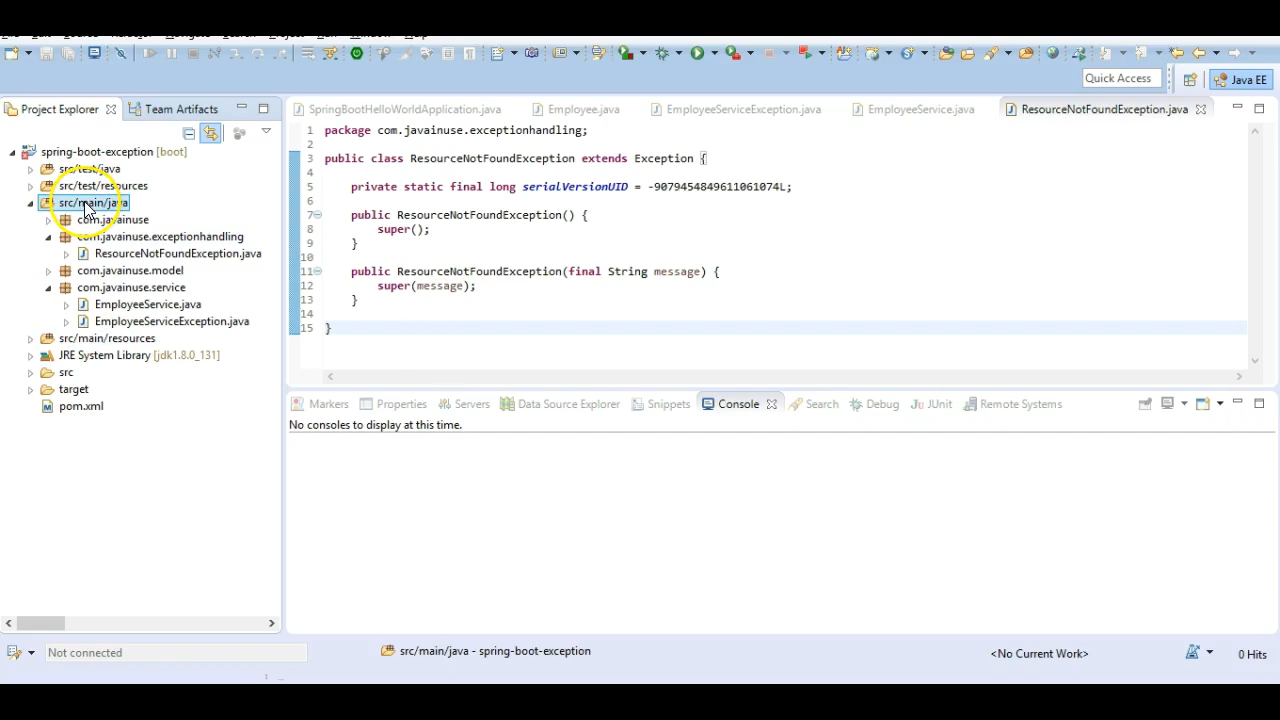 Quick Access
Java EE
Project Explorer
Team Artifacts
SpringBootHelloWorldApplication.java
Employee.java
EmployeeServiceException.java
EmployeeService.java
ResourceNotFoundException.java
spring-boot-exception [boot]
src/test/java
src/test/resources
src/main/java
com.javainuse
com.javainuse.exceptionhandling
ResourceNotFoundException.java
com.javainuse.model
com.javainuse.service
EmployeeService.java
EmployeeServiceException.java
src/main/resources
JRE System Library [jdk1.8.0_131]
src
target
pom.xml
1 package com.javainuse.exceptionhandling;
2
3 public class ResourceNotFoundException extends Exception {
4
5 private static final long serialVersionUID = -9079454849611061074L;
6
7 public ResourceNotFoundException() {
8 super();
9 }
10
11 public ResourceNotFoundException(final String message) {
12 super(message);
13 }
14
15 }
Markers
Properties
Servers
Data Source Explorer
Snippets
Console
Search
Debug
JUnit
Remote Systems
No consoles to display at this time.
Not connected
src/main/java - spring-boot-exception
<No Current Work>
0 Hits